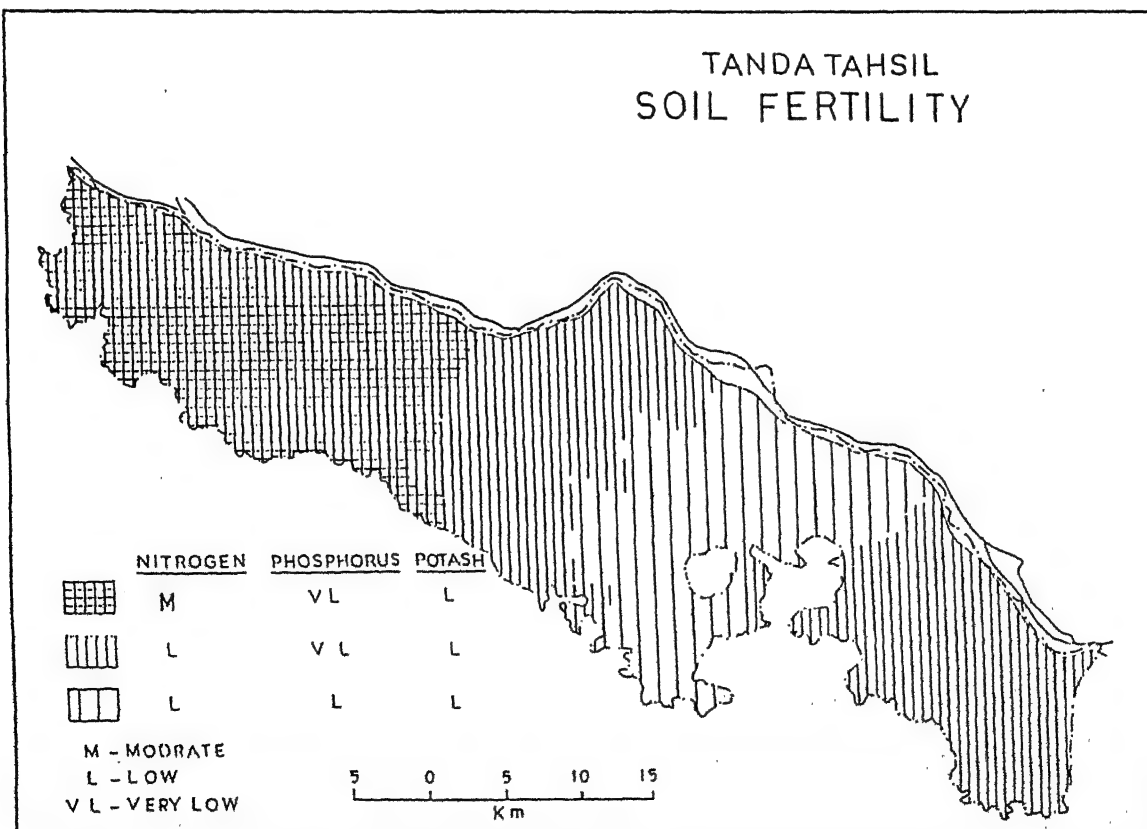 TANDA TAHSIL
SOIL FERTILITY
NITROGEN PHOSPHORUS POTASH
M VL L
L VL L
L L L
M - MODRATE
L - LOW
VL - VERY LOW
5 0 5 10 15
Km